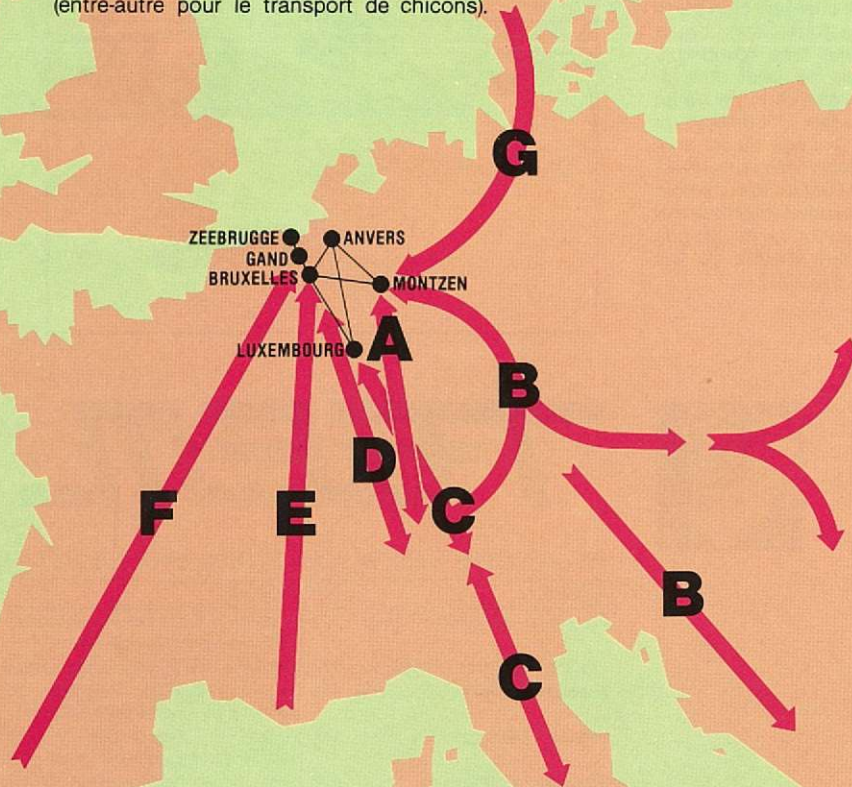 (entre-autre pour le transport de chicons).
G
ZEEBRUGGE
ANVERS
GAND
BRUXELLES
MONTZEN
LUXEMBOURG
A
B
D
F
E
C
B
C